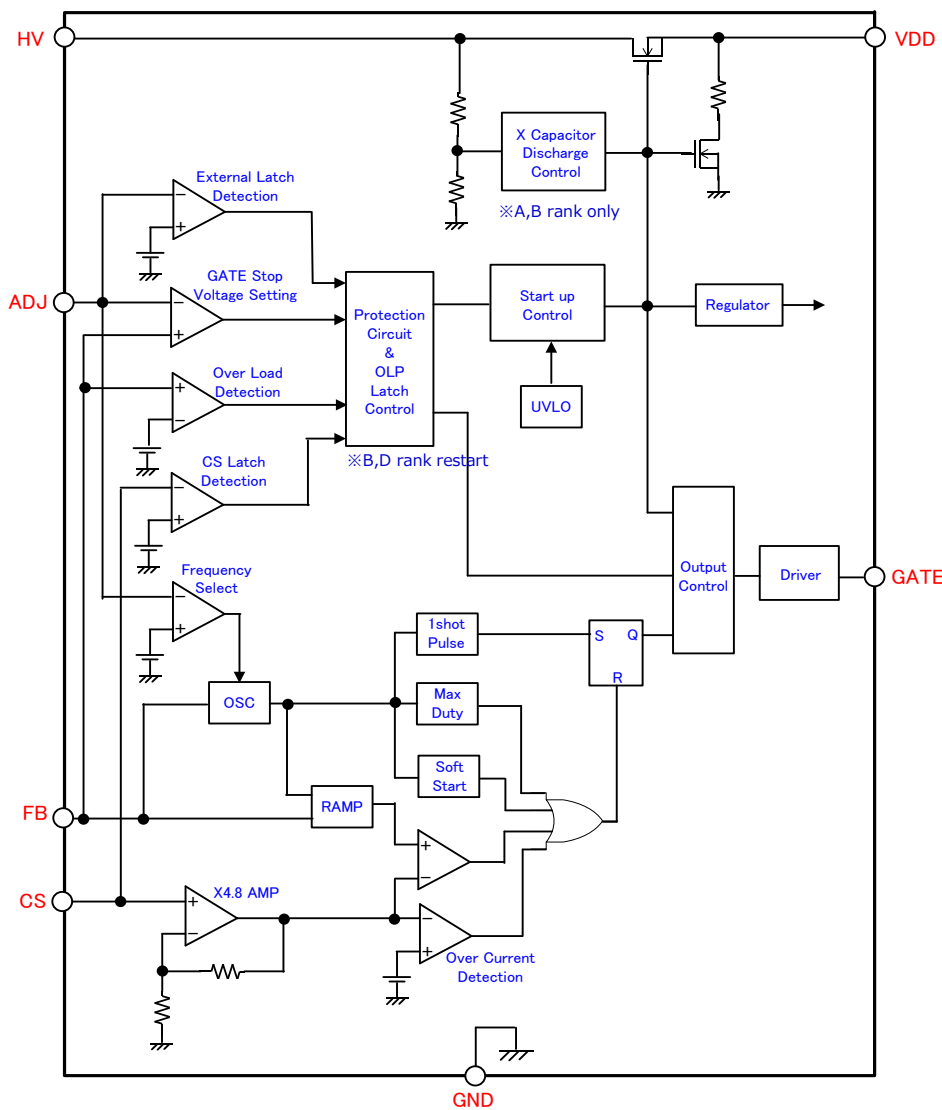 HV
VDD
X Capacitor
Discharge
Control
※A,B rank only
External Latch
Detection
−
+
ADJ
GATE Stop
Voltage Setting
−
+
Protection
Circuit
&
OLP
Latch
Control
※B,D rank restart
Start up
Control
Regulator
UVLO
Over Load
Detection
+
−
CS Latch
Detection
−
+
Output
Control
Driver
GATE
Frequency
Select
−
+
OSC
1shot
Pulse
S Q
R
Max
Duty
Soft
Start
RAMP
FB
+
−
CS
X4.8 AMP
+
−
−
+
Over Current
Detection
GND